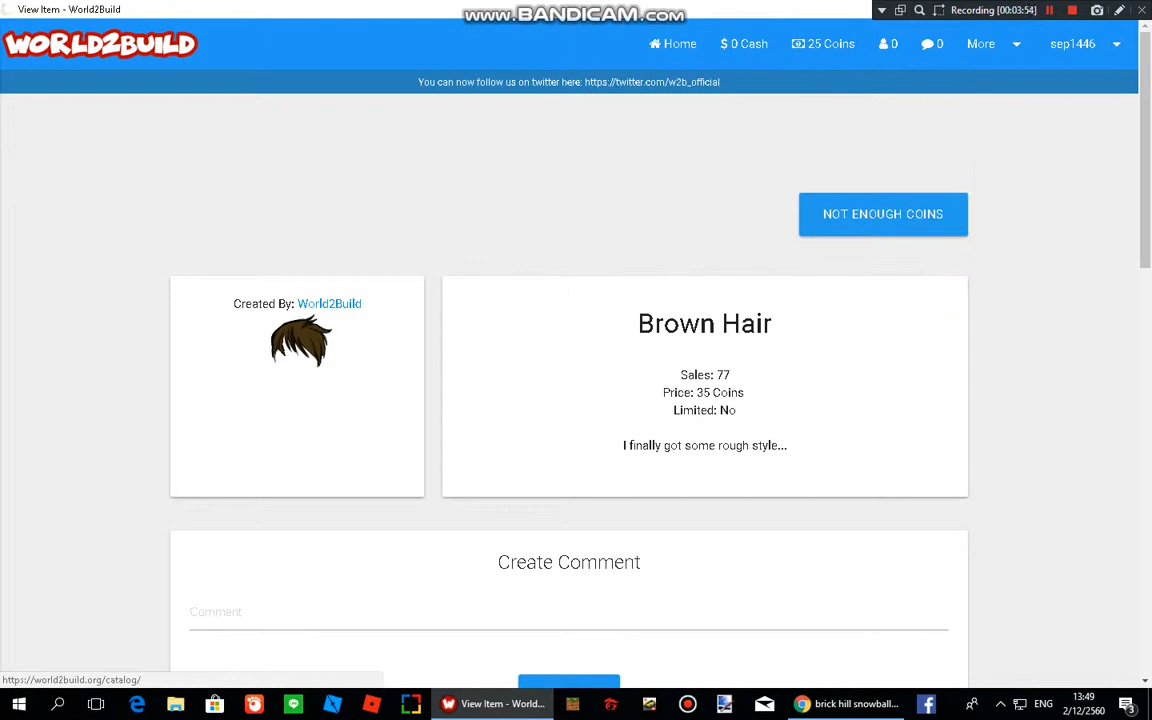 View Item - World2Build
www.BANDICAM.com
Recording [00:03:54]
WORLD2BUILD
Home
$ 0 Cash
25 Coins
0
0
More
sep1446
You can now follow us on twitter here: https://twitter.com/w2b_official
NOT ENOUGH COINS
Created By: World2Build
Brown Hair
Sales: 77
Price: 35 Coins
Limited: No
I finally got some rough style...
Create Comment
Comment
https://world2build.org/catalog/
View Item - World...
brick hill snowball...
ENG
13:49
2/12/2560
3